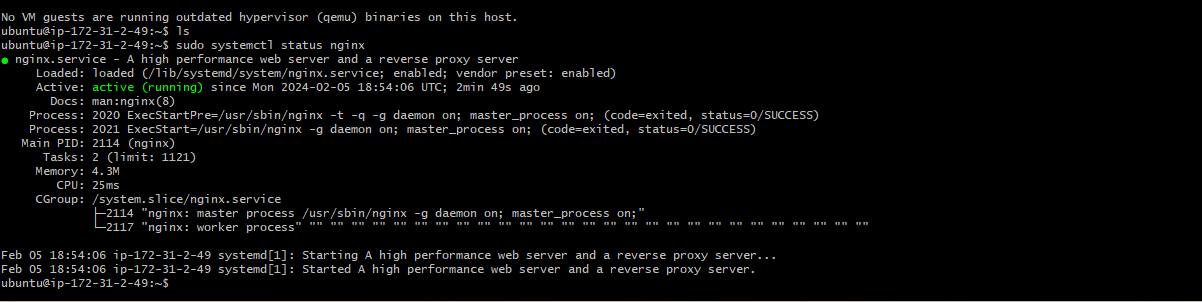 No VM guests are running outdated hypervisor (qemu) binaries on this host.
ubuntu@ip-172-31-2-49:~$ ls
ubuntu@ip-172-31-2-49:~$ sudo systemctl status nginx
● nginx.service - A high performance web server and a reverse proxy server
     Loaded: loaded (/lib/systemd/system/nginx.service; enabled; vendor preset: enabled)
     Active: active (running) since Mon 2024-02-05 18:54:06 UTC; 2min 49s ago
       Docs: man:nginx(8)
    Process: 2020 ExecStartPre=/usr/sbin/nginx -t -q -g daemon on; master_process on; (code=exited, status=0/SUCCESS)
    Process: 2021 ExecStart=/usr/sbin/nginx -g daemon on; master_process on; (code=exited, status=0/SUCCESS)
   Main PID: 2114 (nginx)
      Tasks: 2 (limit: 1121)
     Memory: 4.3M
        CPU: 25ms
     CGroup: /system.slice/nginx.service
             ├─2114 "nginx: master process /usr/sbin/nginx -g daemon on; master_process on;"
             └─2117 "nginx: worker process" "" "" "" "" "" "" "" "" "" "" "" "" "" "" "" "" "" "" "" "" "" "" "" "" "" "" ""

Feb 05 18:54:06 ip-172-31-2-49 systemd[1]: Starting A high performance web server and a reverse proxy server...
Feb 05 18:54:06 ip-172-31-2-49 systemd[1]: Started A high performance web server and a reverse proxy server.
ubuntu@ip-172-31-2-49:~$